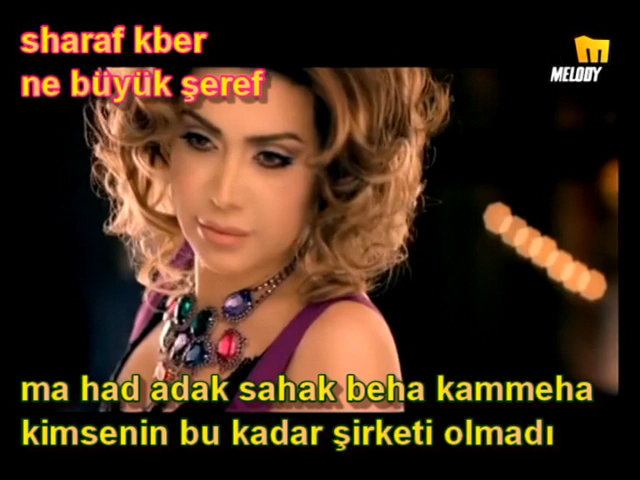 sharaf kber
ne büyük şeref
MELODY
ma had adak sahak beha kammeha
kimsenin bu kadar şirketi olmadı